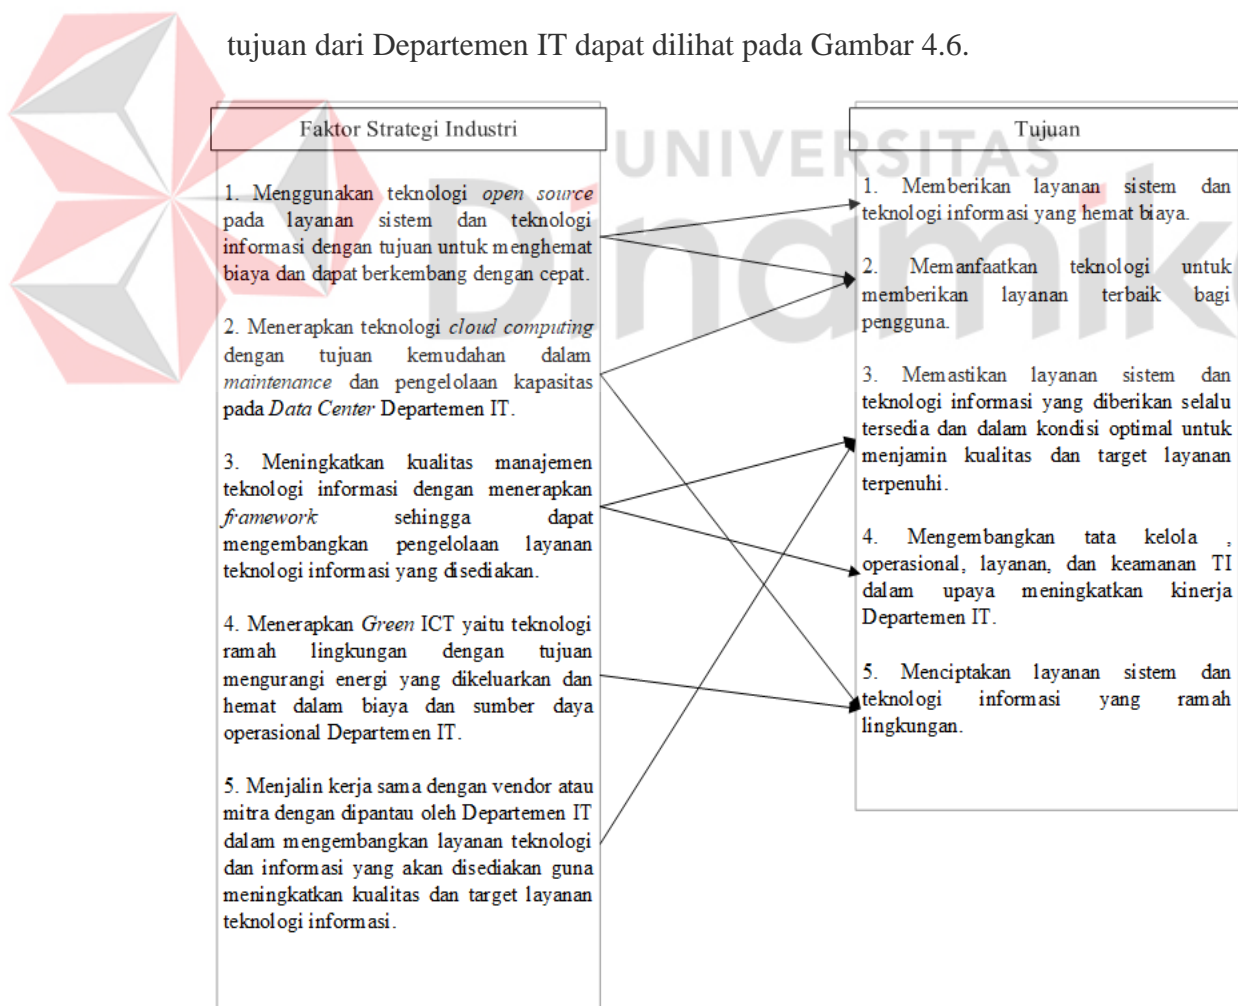 tujuan dari Departemen IT dapat dilihat pada Gambar 4.6.
Faktor Strategi Industri
1. Menggunakan teknologi open source
pada layanan sistem dan teknologi
informasi dengan tujuan untuk menghemat
biaya dan dapat berkembang dengan cepat.
2. Menerapkan teknologi cloud computing
dengan tujuan kemudahan dalam
maintenance dan pengelolaan kapasitas
pada Data Center Departemen IT.
3. Meningkatkan kualitas manajemen
teknologi informasi dengan menerapkan
framework sehingga dapat
mengembangkan pengelolaan layanan
teknologi informasi yang disediakan.
4. Menerapkan Green ICT yaitu teknologi
ramah lingkungan dengan tujuan
mengurangi energi yang dikeluarkan dan
hemat dalam biaya dan sumber daya
operasional Departemen IT.
5. Menjalin kerja sama dengan vendor atau
mitra dengan dipantau oleh Departemen IT
dalam mengembangkan layanan teknologi
dan informasi yang akan disediakan guna
meningkatkan kualitas dan target layanan
teknologi informasi.
Tujuan
1. Memberikan layanan sistem dan
teknologi informasi yang hemat biaya.
2. Memanfaatkan teknologi untuk
memberikan layanan terbaik bagi
pengguna.
3. Memastikan layanan sistem dan
teknologi informasi yang diberikan selalu
tersedia dan dalam kondisi optimal untuk
menjamin kualitas dan target layanan
terpenuhi.
4. Mengembangkan tata kelola ,
operasional, layanan, dan keamanan TI
dalam upaya meningkatkan kinerja
Departemen IT.
5. Menciptakan layanan sistem dan
teknologi informasi yang ramah
lingkungan.
UNIVERSITAS
Dinamika